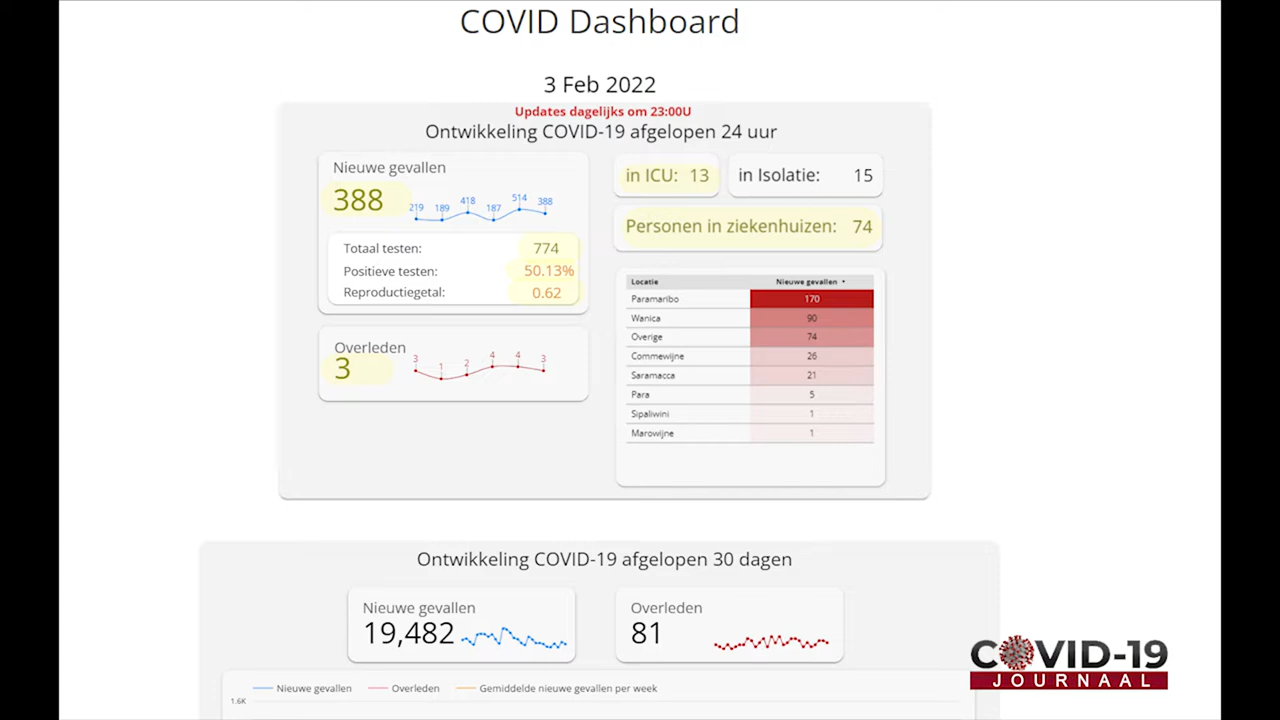 COVID Dashboard
3 Feb 2022
Updates dagelijks om 23:00U
Ontwikkeling COVID-19 afgelopen 24 uur
Nieuwe gevallen
388
219 189 418 187 514 388
Totaal testen: 774
Positieve testen: 50.13%
Reproductiegetal: 0.62
Overleden
3
3 1 2 4 4 3
in ICU: 13
in Isolatie: 15
Personen in ziekenhuizen: 74
Locatie Nieuwe gevallen
Paramaribo 170
Wanica 90
Overige 74
Commewijne 26
Saramacca 21
Para 5
Sipaliwini 1
Marowijne 1
Ontwikkeling COVID-19 afgelopen 30 dagen
Nieuwe gevallen
19,482
Overleden
81
Nieuwe gevallen Overleden Gemiddelde nieuwe gevallen per week
1.6K
COVID-19
JOURNAAL